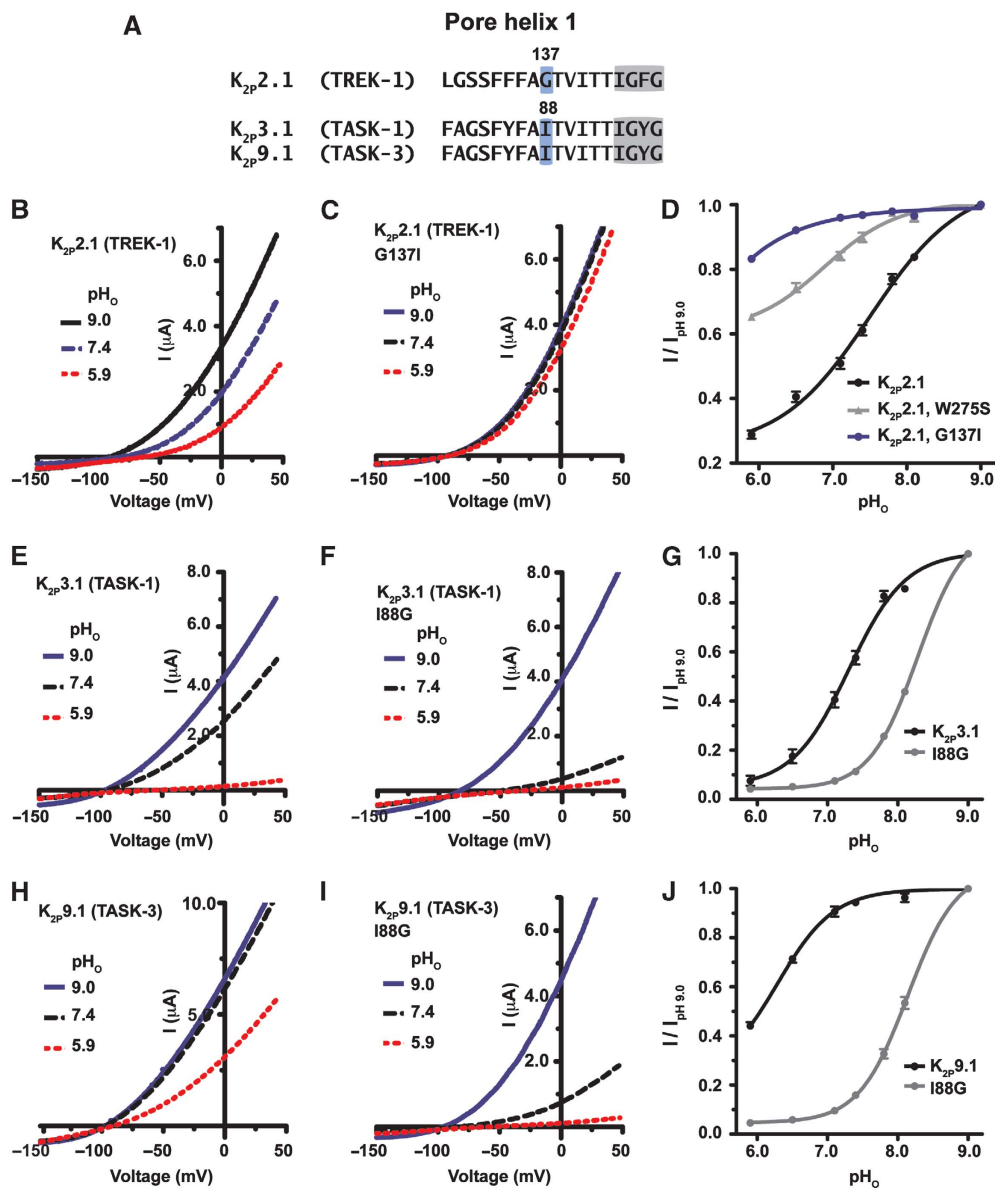 A
Pore helix 1
137
K2P2.1 (TREK-1) LGSSFFFAGTVITTIGFG
88
K2P3.1 (TASK-1) FAGSFYFAITVITTIGYG
K2P9.1 (TASK-3) FAGSFYFAITVITTIGYG
B
K2P2.1 (TREK-1)
pHO
9.0
7.4
5.9
I (μA)
6.0
4.0
2.0
−150 −100 −50 0 50
Voltage (mV)
C
K2P2.1 (TREK-1)
G137I
pHO
9.0
7.4
5.9
I (μA)
6.0
4.0
2.0
−150 −100 −50 0 50
Voltage (mV)
D
I / IpH 9.0
1.0
0.8
0.6
0.4
0.2
K2P2.1
K2P2.1, W275S
K2P2.1, G137I
6.0 7.0 8.0 9.0
pHO
E
K2P3.1 (TASK-1)
pHO
9.0
7.4
5.9
I (μA)
8.0
6.0
4.0
2.0
−150 −100 −50 0 50
Voltage (mV)
F
K2P3.1 (TASK-1)
I88G
pHO
9.0
7.4
5.9
I (μA)
8.0
6.0
4.0
2.0
−150 −100 −50 0 50
Voltage (mV)
G
I / IpH 9.0
1.0
0.8
0.6
0.4
0.2
0.0
K2P3.1
I88G
6.0 7.0 8.0 9.0
pHO
H
K2P9.1 (TASK-3)
pHO
9.0
7.4
5.9
I (μA)
10.0
5
−150 −100 −50 0 50
Voltage (mV)
I
K2P9.1 (TASK-3)
I88G
pHO
9.0
7.4
5.9
I (μA)
6.0
4.0
2.0
−150 −100 −50 0 50
Voltage (mV)
J
I / IpH 9.0
1.0
0.8
0.6
0.4
0.2
0.0
K2P9.1
I88G
6.0 7.0 8.0 9.0
pHO